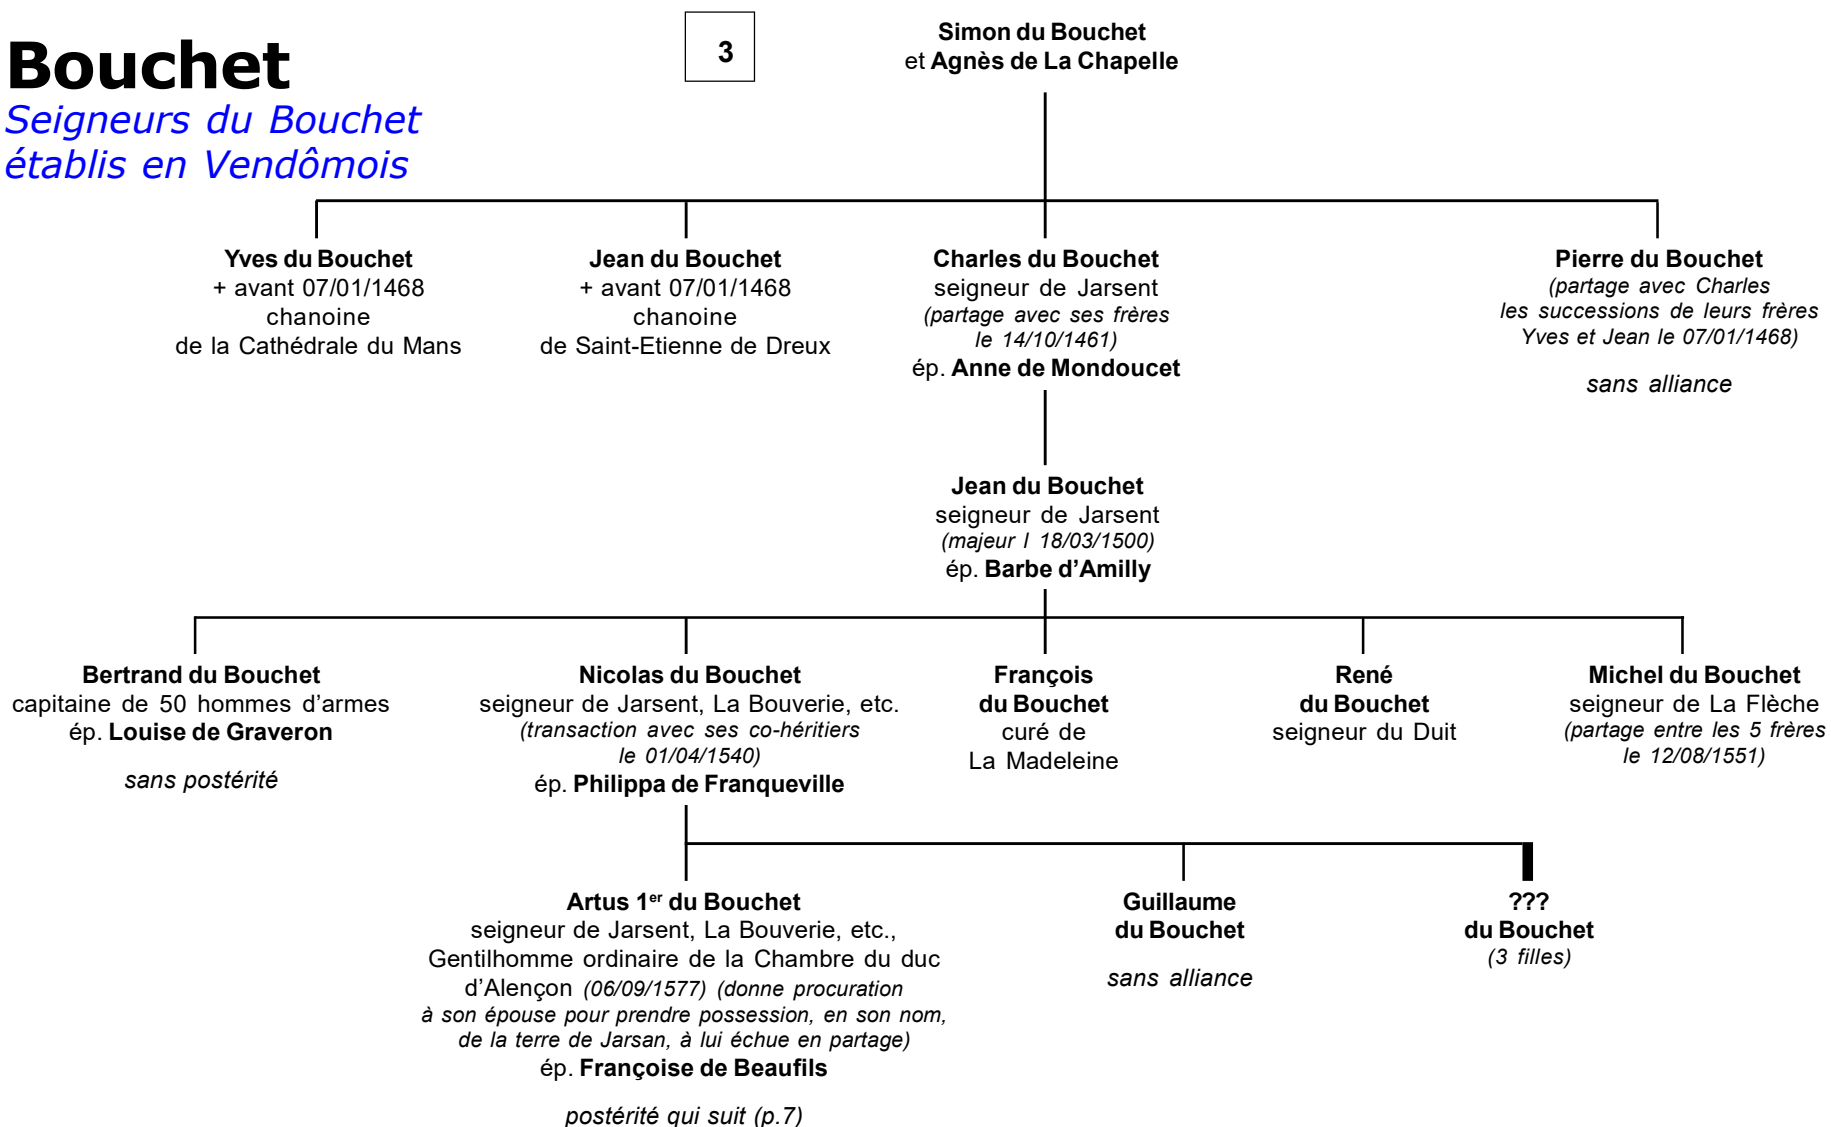 Bouchet
Seigneurs du Bouchet
établis en Vendômois
3
Simon du Bouchet
et Agnès de La Chapelle
Yves du Bouchet
+ avant 07/01/1468
chanoine
de la Cathédrale du Mans
Jean du Bouchet
+ avant 07/01/1468
chanoine
de Saint-Etienne de Dreux
Charles du Bouchet
seigneur de Jarsent
(partage avec ses frères
le 14/10/1461)
ép. Anne de Mondoucet
Pierre du Bouchet
(partage avec Charles
les successions de leurs frères
Yves et Jean le 07/01/1468)
sans alliance
Jean du Bouchet
seigneur de Jarsent
(majeur l 18/03/1500)
ép. Barbe d’Amilly
Bertrand du Bouchet
capitaine de 50 hommes d’armes
ép. Louise de Graveron
sans postérité
Nicolas du Bouchet
seigneur de Jarsent, La Bouverie, etc.
(transaction avec ses co-héritiers
le 01/04/1540)
ép. Philippa de Franqueville
François
du Bouchet
curé de
La Madeleine
René
du Bouchet
seigneur du Duit
Michel du Bouchet
seigneur de La Flèche
(partage entre les 5 frères
le 12/08/1551)
Artus 1er du Bouchet
seigneur de Jarsent, La Bouverie, etc.,
Gentilhomme ordinaire de la Chambre du duc
d’Alençon (06/09/1577) (donne procuration
à son épouse pour prendre possession, en son nom,
de la terre de Jarsan, à lui échue en partage)
ép. Françoise de Beaufils
postérité qui suit (p.7)
Guillaume
du Bouchet
sans alliance
???
du Bouchet
(3 filles)